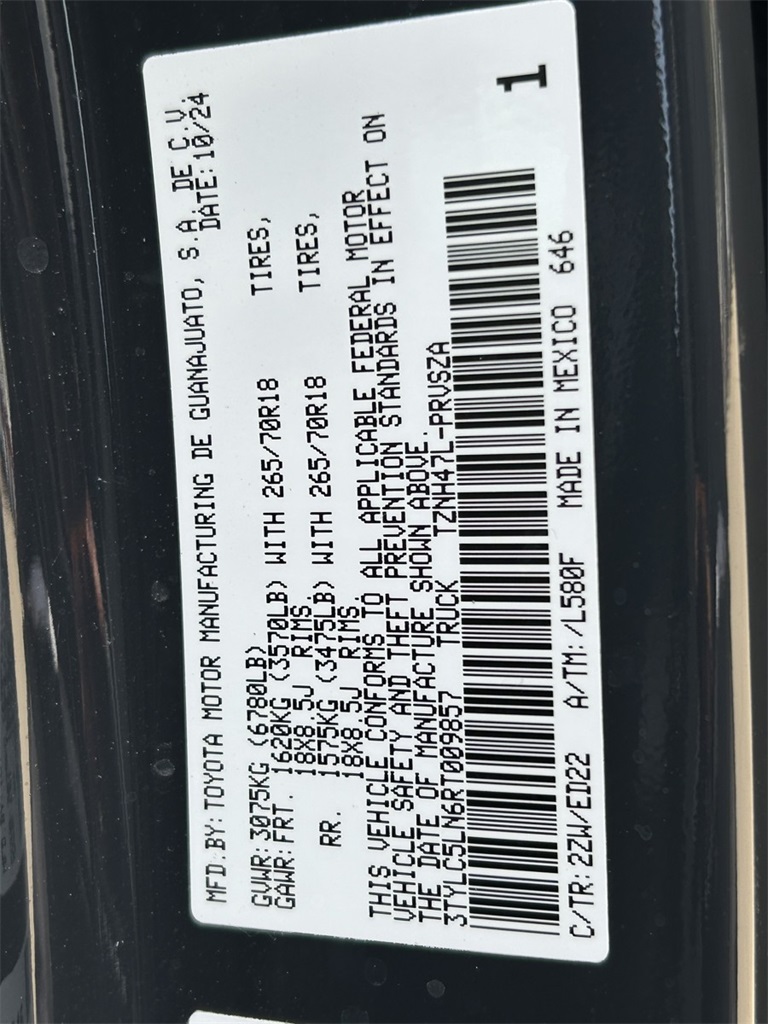 MFD.BY:TOYOTA MOTOR MANUFACTURING DE GUANAJUATO, S.A. DE C.V.
DATE:10/24
GVWR:3075KG (6780LB)
GAWR:FRT. 1620KG (3570LB) WITH 265/70R18 TIRES,
18X8.5J RIMS.
RR. 1575KG (3475LB) WITH 265/70R18 TIRES,
18X8.5J RIMS.
THIS VEHICLE CONFORMS TO ALL APPLICABLE FEDERAL MOTOR
VEHICLE SAFETY AND THEFT PREVENTION STANDARDS IN EFFECT ON
THE DATE OF MANUFACTURE SHOWN ABOVE.
3TYLC5LN6RT009857 TRUCK TZNH47L-PRVSZA
1
C/TR:2ZW/ED22 A/TM:/L580F MADE IN MEXICO 646